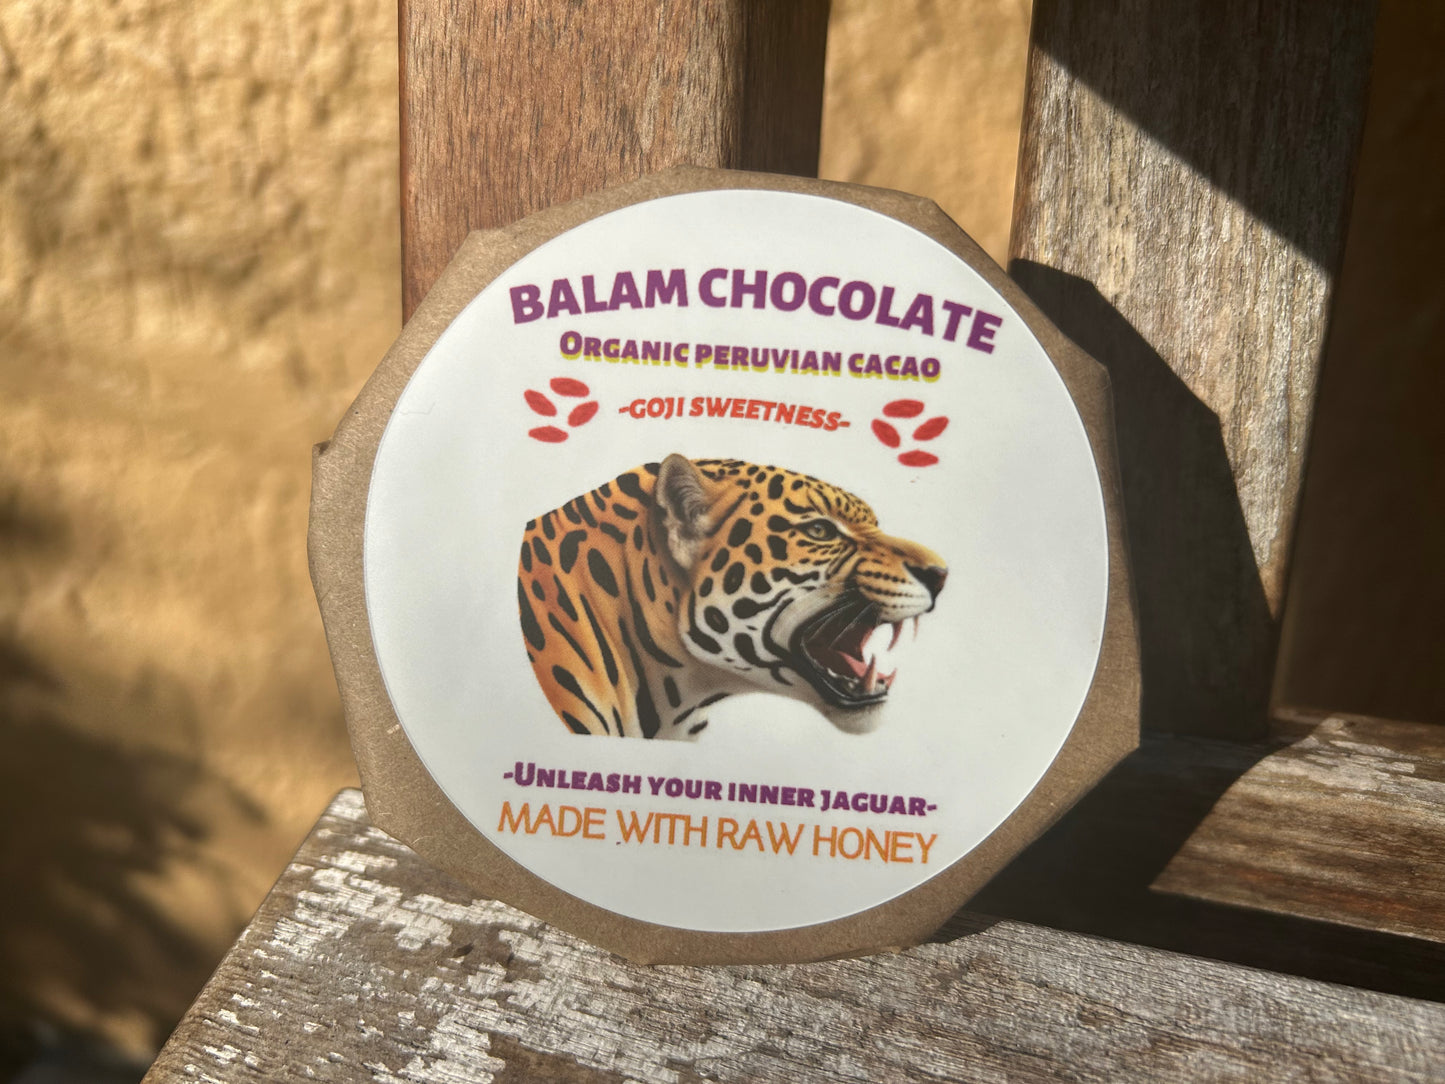 BALAM CHOCOLATE
ORGANIC PERUVIAN CACAO
-GOJI SWEETNESS-
-UNLEASH YOUR INNER JAGUAR-
MADE WITH RAW HONEY